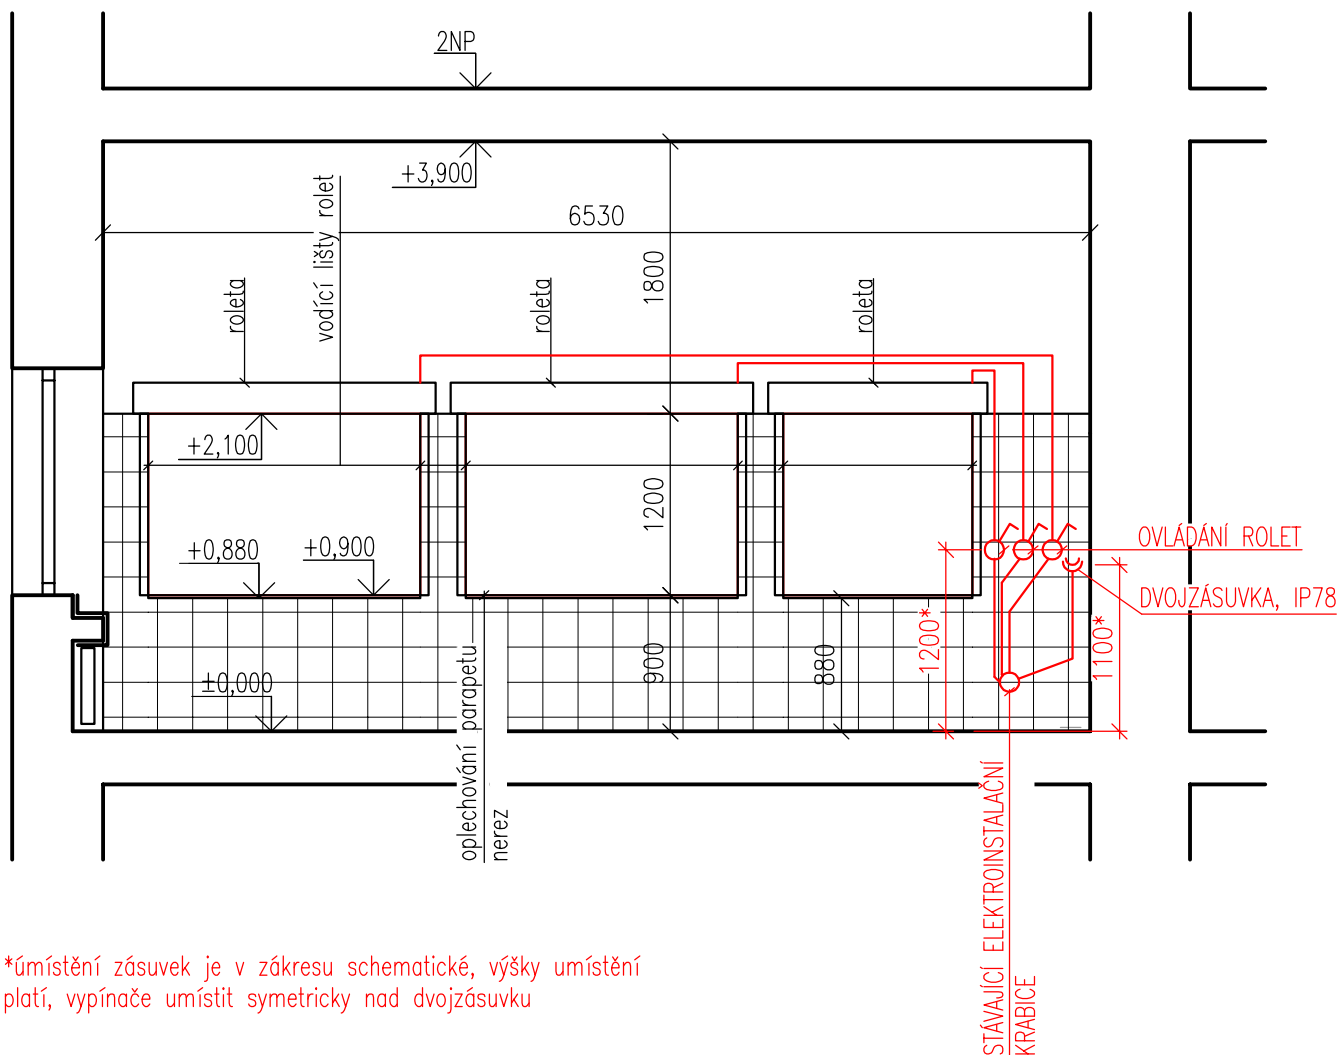 2NP
+3,900
6530
vodící lišty rolet
1800
roleta
roleta
roleta
+2,100
1200
+0,880
+0,900
OVLÁDÁNÍ ROLET
DVOJZÁSUVKA, IP78
1200*
1100*
900
880
±0,000
oplechování parapetu
nerez
STÁVAJÍCÍ ELEKTROINSTALAČNÍ
KRABICE
*úmístění zásuvek je v zákresu schematické, výšky umístění
platí, vypínače umístit symetricky nad dvojzásuvku